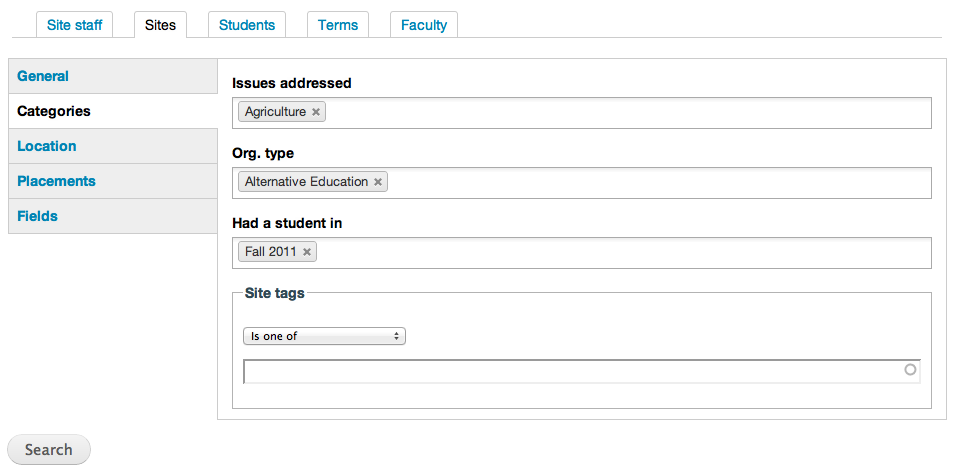 Site staff Sites Students Terms Faculty
General
Categories
Location
Placements
Fields
Issues addressed
Agriculture ×
Org. type
Alternative Education ×
Had a student in
Fall 2011 ×
Site tags
Is one of
Search